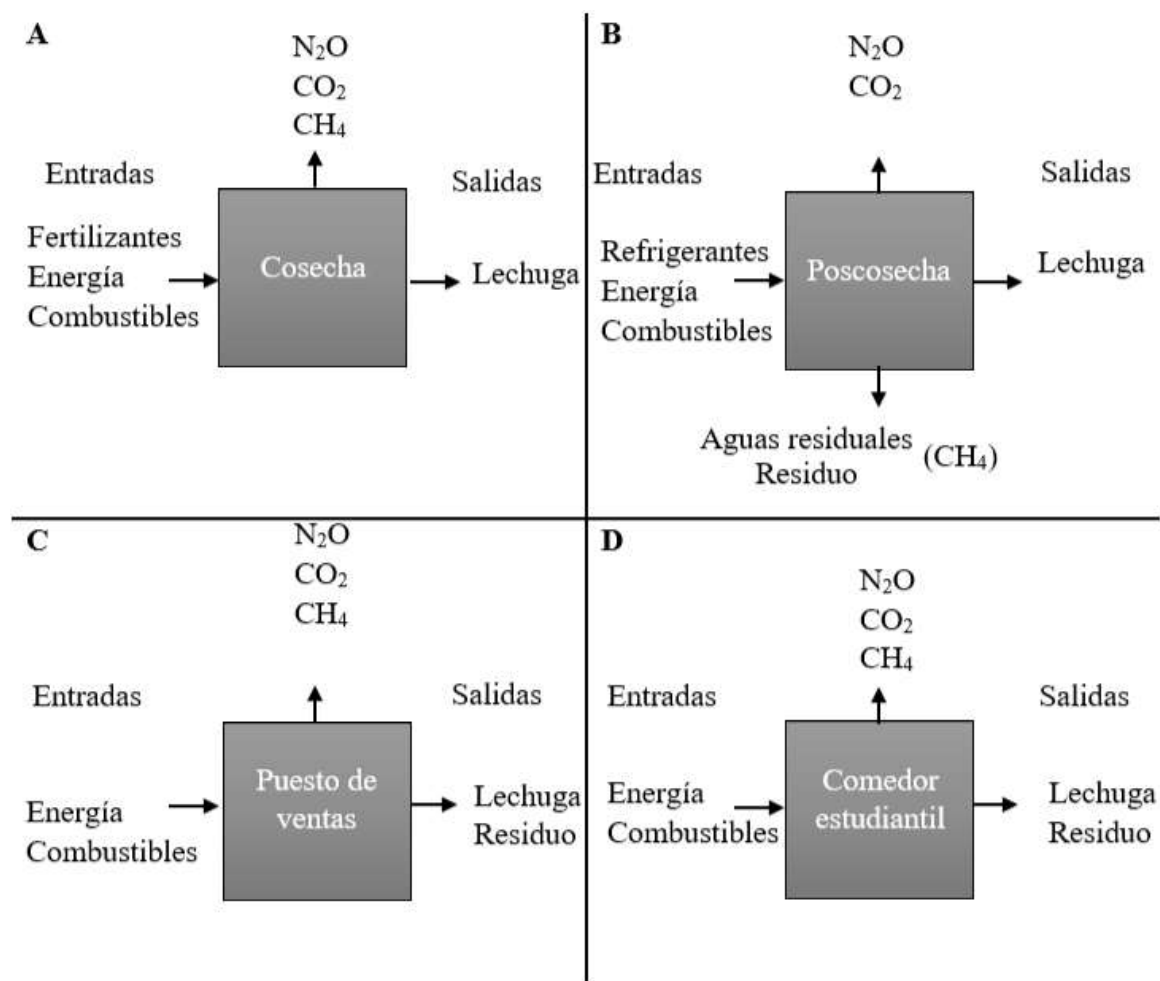 A
N₂O
CO₂
CH₄
Entradas
Salidas
Fertilizantes
Energía
Combustibles
Cosecha
Lechuga
B
N₂O
CO₂
Entradas
Salidas
Refrigerantes
Energía
Combustibles
Poscosecha
Lechuga
Aguas residuales
Residuo
(CH₄)
C
N₂O
CO₂
CH₄
Entradas
Salidas
Energía
Combustibles
Puesto de
ventas
Lechuga
Residuo
D
N₂O
CO₂
CH₄
Entradas
Salidas
Energía
Combustibles
Comedor
estudiantil
Lechuga
Residuo